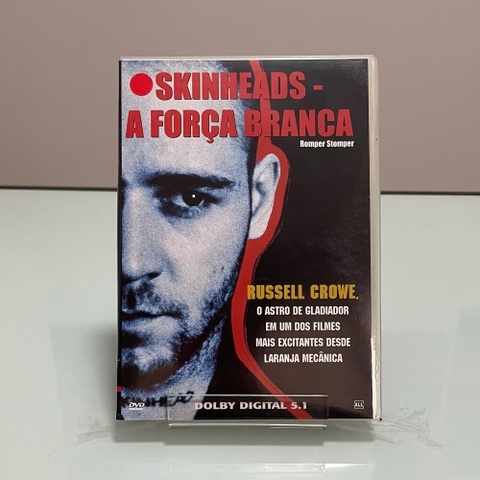 SKINHEADS -
A FORÇA BRANCA
Romper Stomper
RUSSELL CROWE,
O ASTRO DE GLADIADOR
EM UM DOS FILMES
MAIS EXCITANTES DESDE
LARANJA MECÂNICA
DVD
DOLBY DIGITAL 5.1
ALL